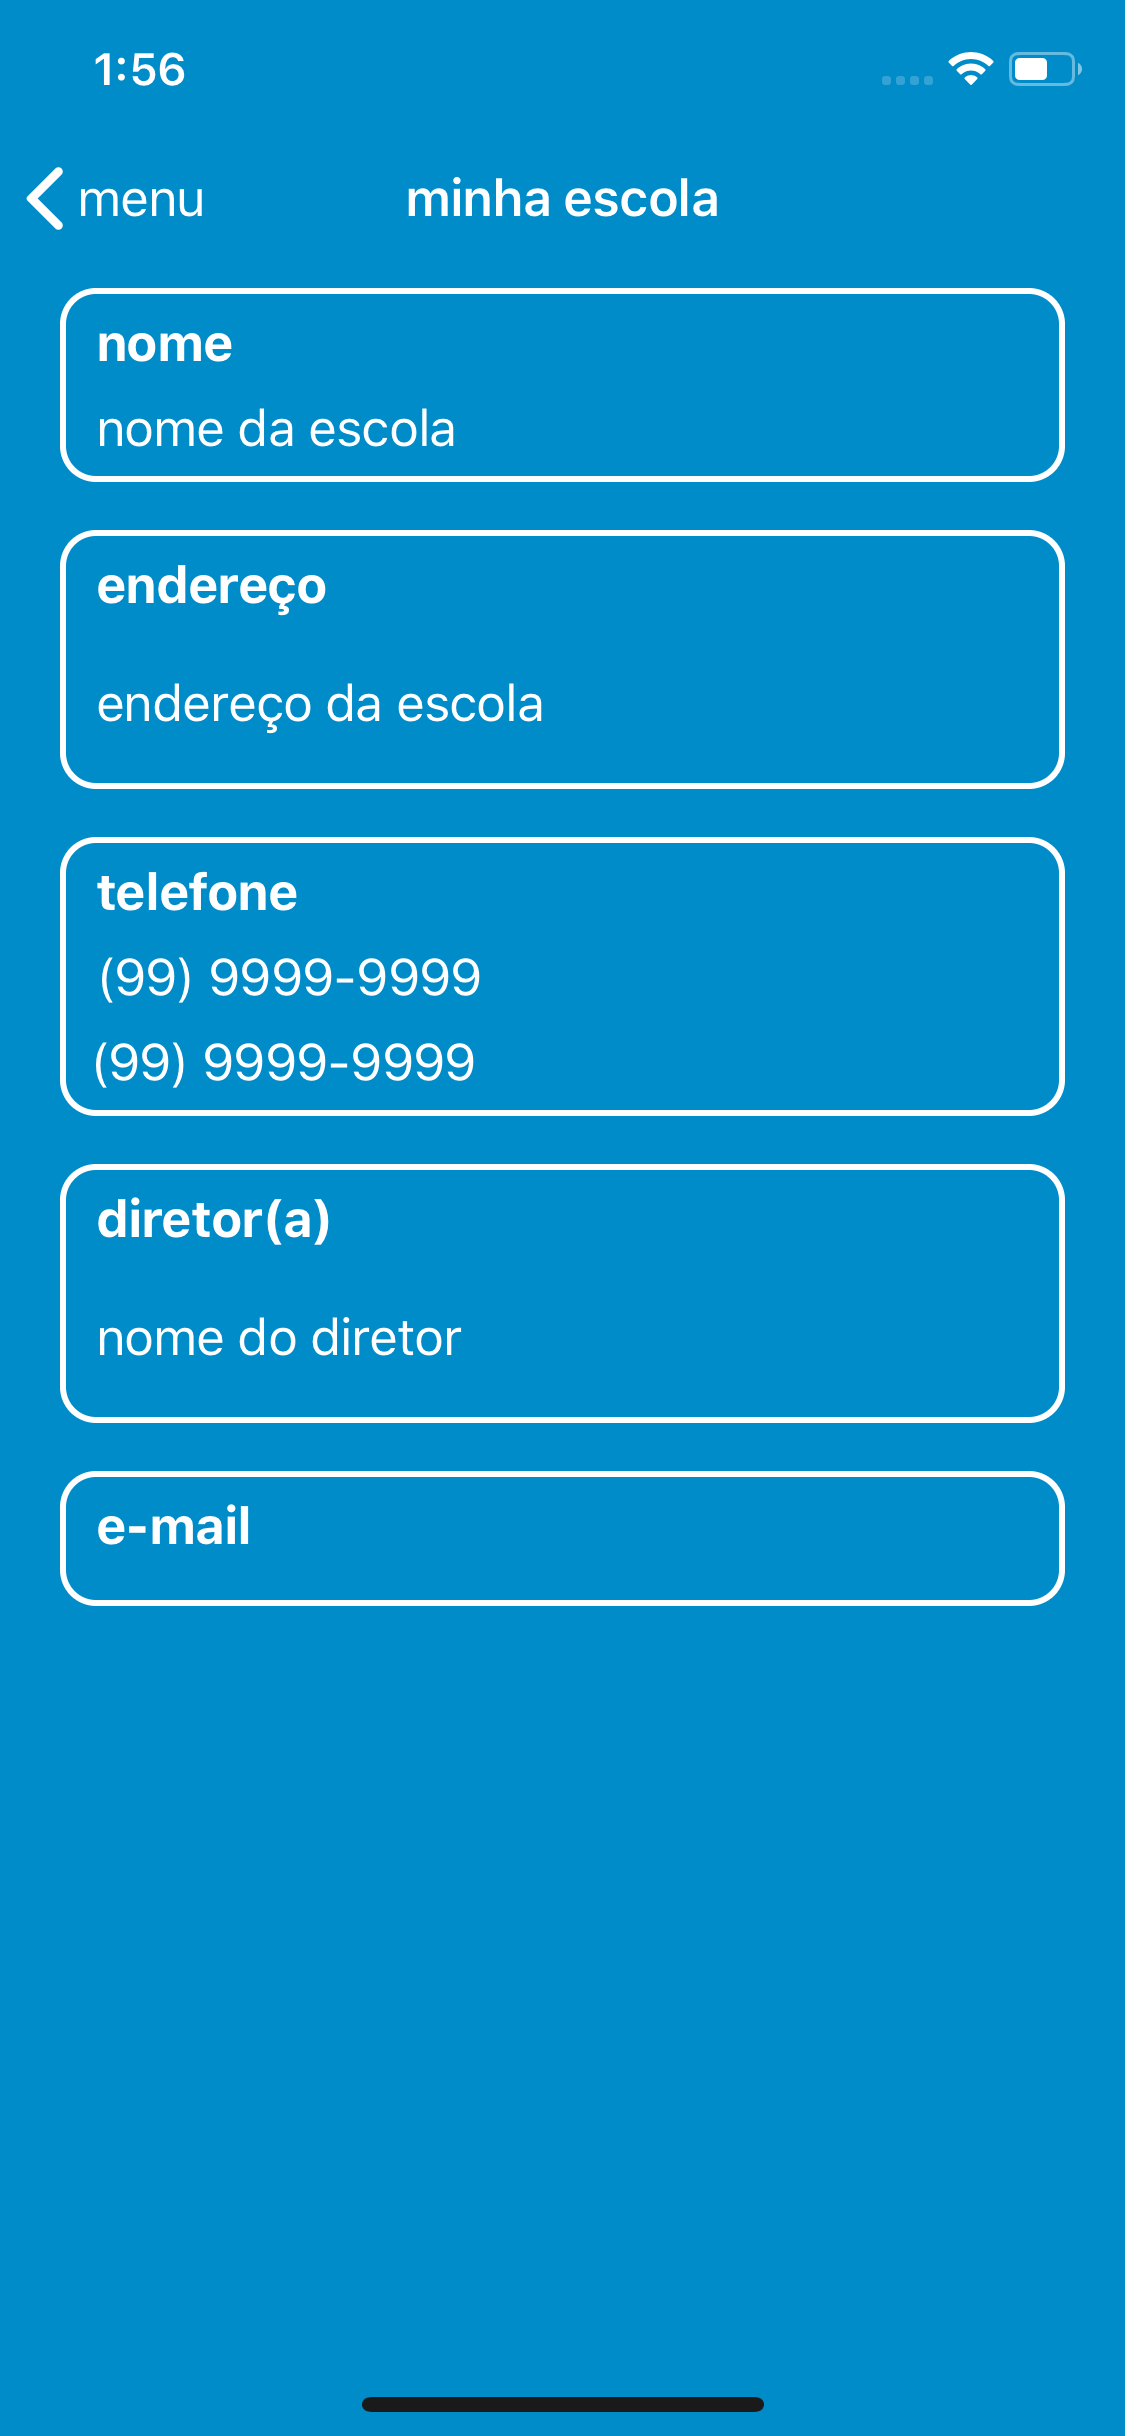 1:56
menu
minha escola
nome
nome da escola
endereço
endereço da escola
telefone
(99) 9999-9999
(99) 9999-9999
diretor(a)
nome do diretor
e-mail